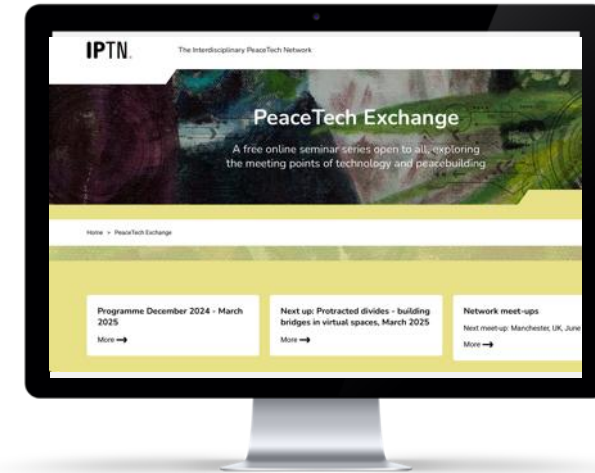 IPTN.
The Interdisciplinary PeaceTech Network
PeaceTech Exchange
A free online seminar series open to all, exploring
the meeting points of technology and peacebuilding
Home > PeaceTech Exchange
Programme December 2024 - March
2025
More →
Next up: Protracted divides - building
bridges in virtual spaces, March 2025
More →
Network meet-ups
Next meet-up: Manchester, UK, June
More →